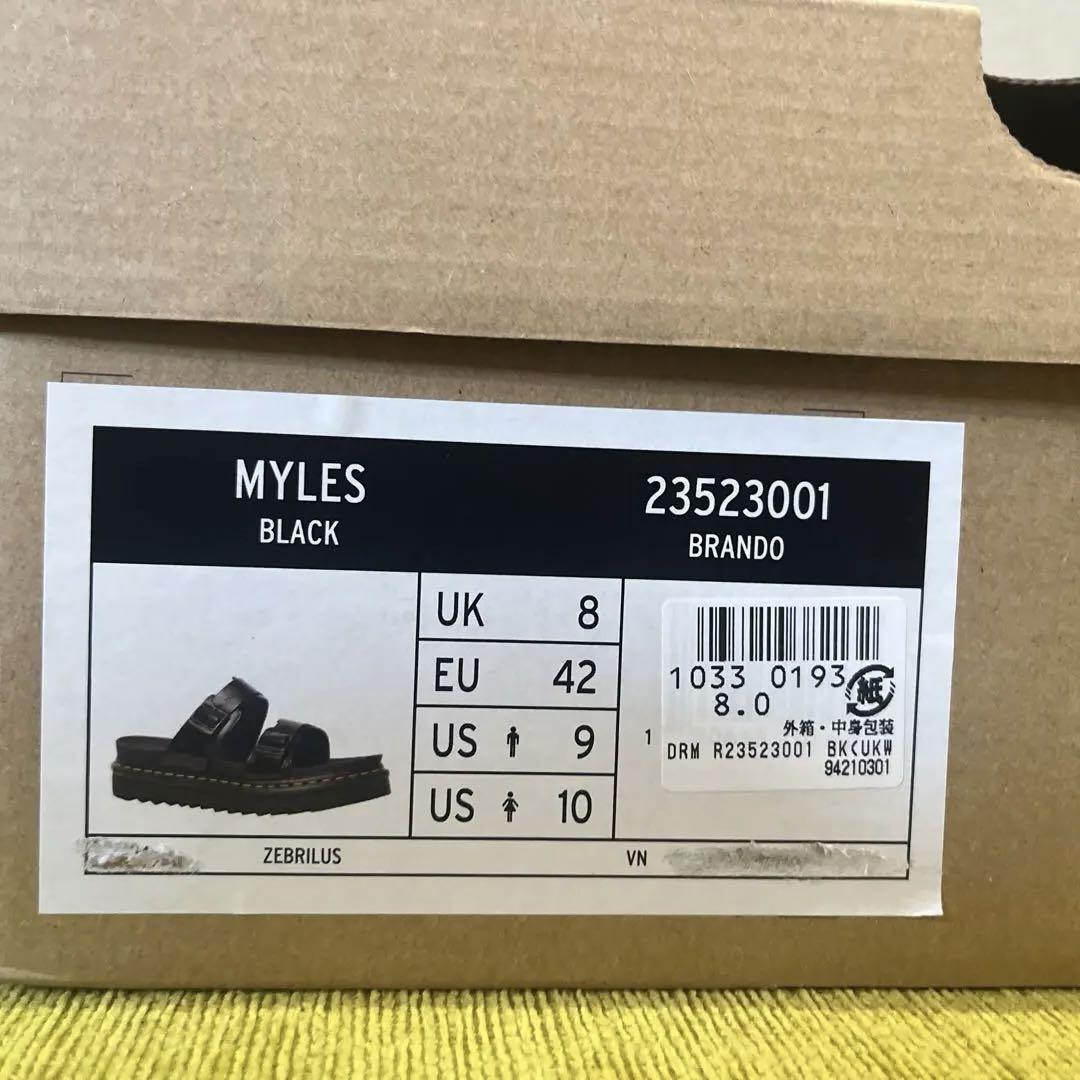 MYLES
BLACK
23523001
BRANDO
UK 8
EU 42
US 9
US 10
1
1033 0193
8.0
紙
外箱・中身包装
DRM R23523001 BK(UKW
94210301
ZEBRILUS
VN